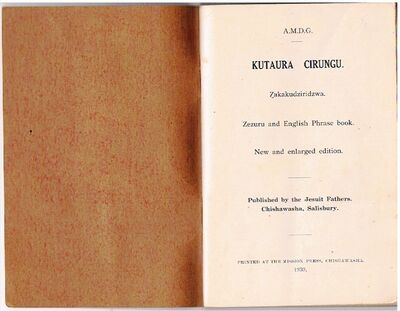 A.M.D.G.
KUTAURA CIRUNGU.
Zakakudziridzwa.
Zezuru and English Phrase book.
New and enlarged edition.
Published by the Jesuit Fathers.
Chishawasha, Salisbury.
PRINTED AT THE MISSION PRESS, CHISHAWASHA.